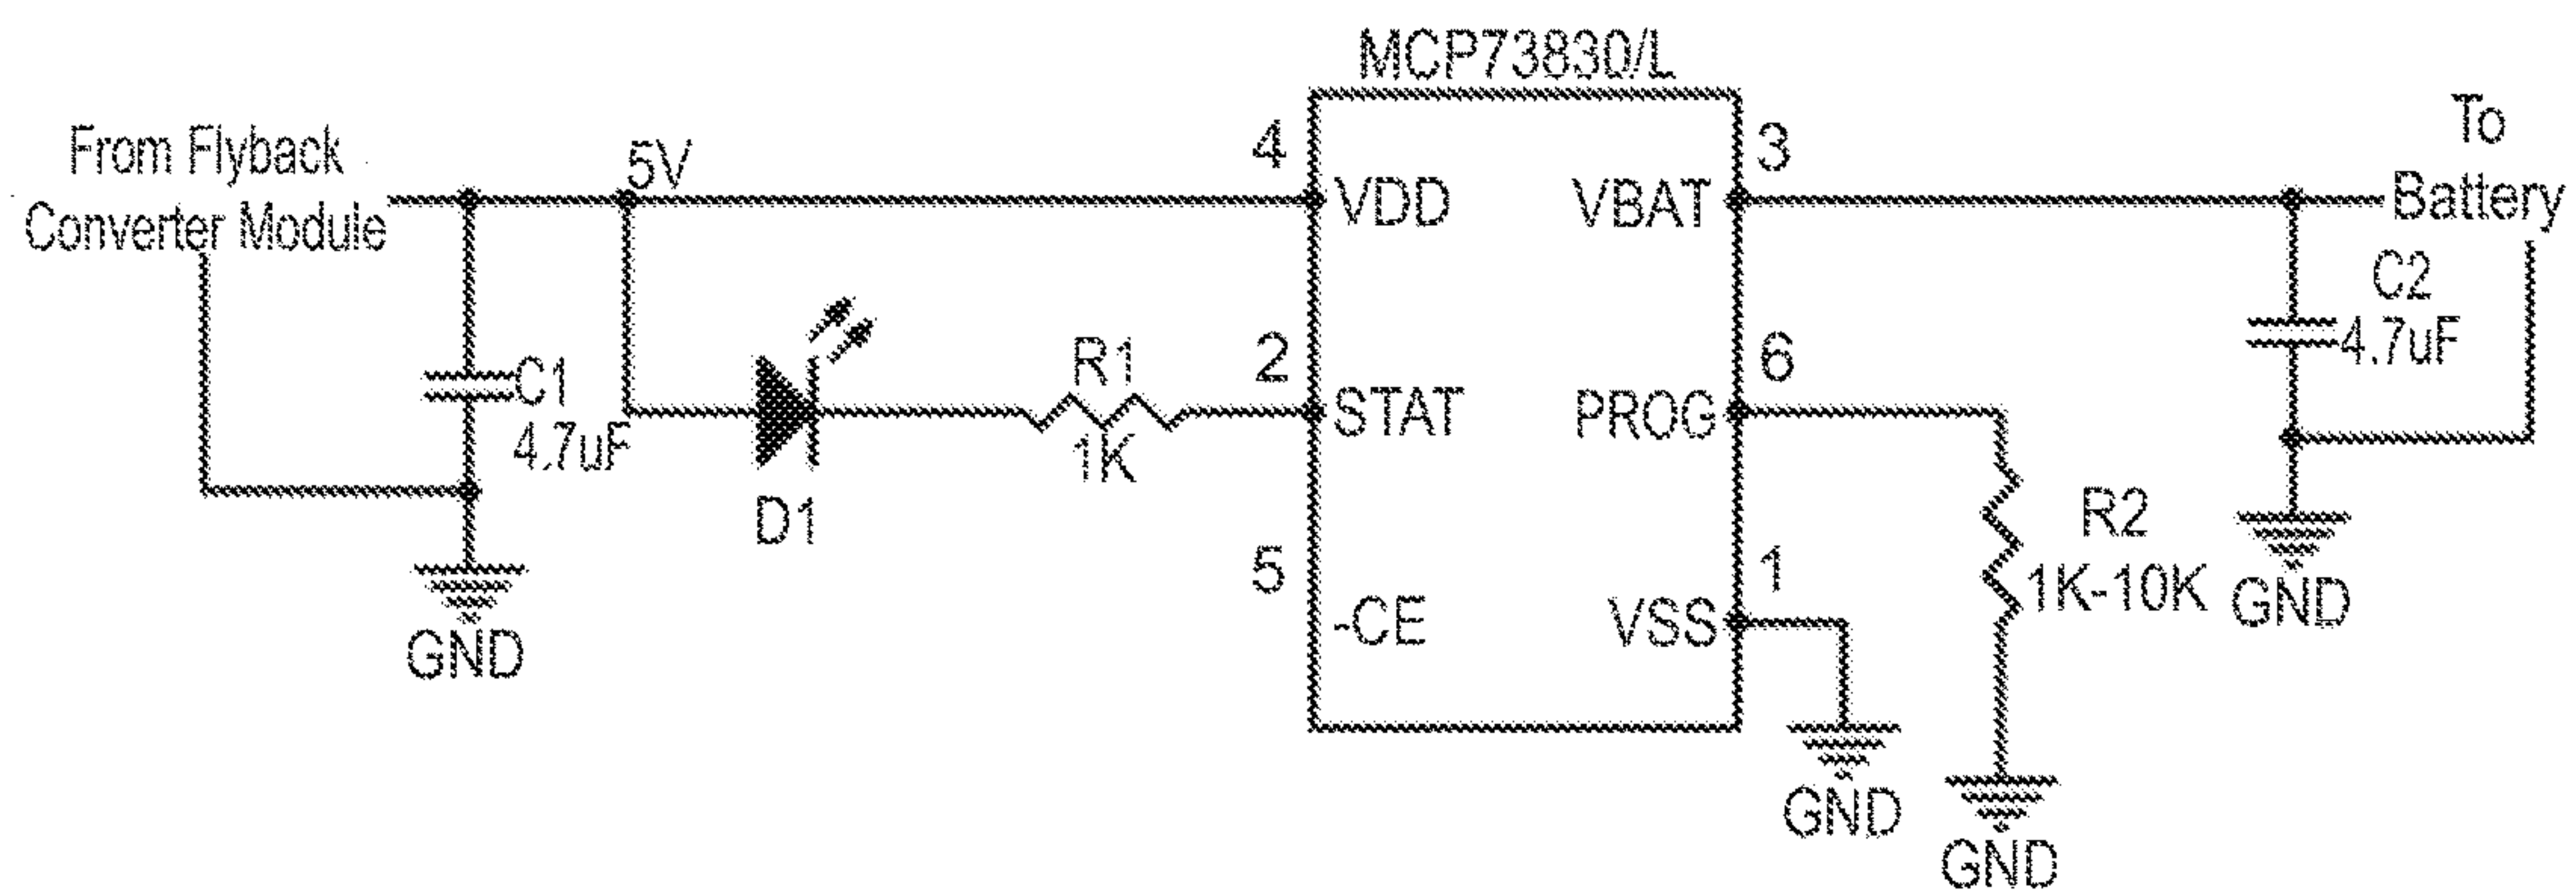 MCP73830/L
From Flyback
Converter Module
5V
4
VDD
VBAT
3
To
Battery
C1
4.7uF
D1
R1
1K
2
STAT
PROG
6
C2
4.7uF
5
-CE
VSS
1
R2
1K-10K
GND
GND
GND
GND